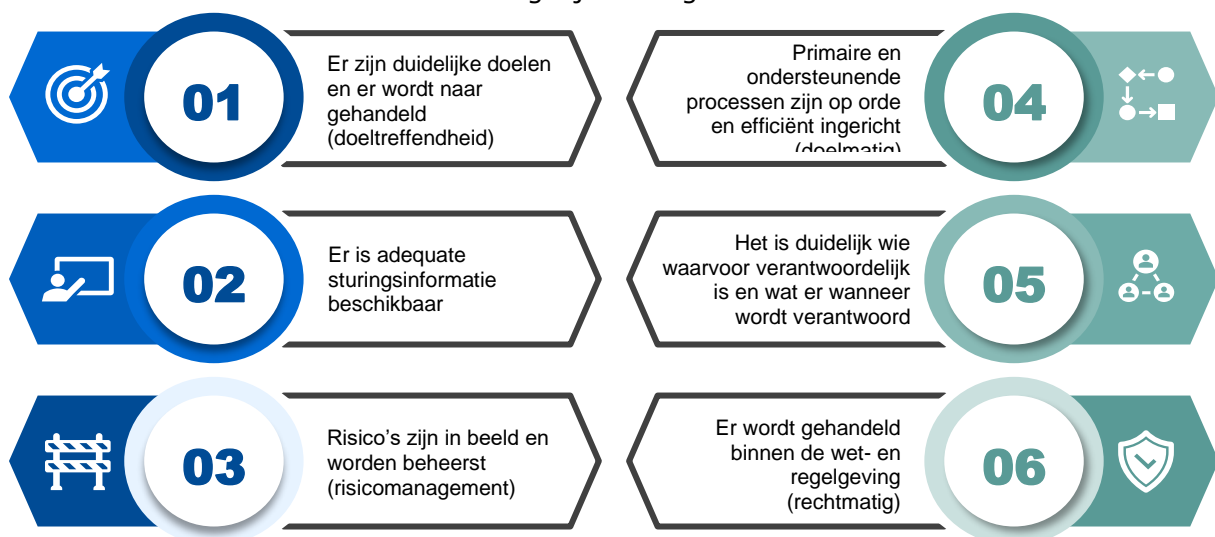 01
Er zijn duidelijke doelen
en er wordt naar
gehandeld
(doeltreffendheid)
02
Er is adequate
sturingsinformatie
beschikbaar
03
Risico's zijn in beeld en
worden beheerst
(risicomanagement)
Primaire en
ondersteunende
processen zijn op orde
en efficiënt ingericht
(doelmatig)
04
Het is duidelijk wie
waarvoor verantwoordelijk
is en wat er wanneer
wordt verantwoord
05
Er wordt gehandeld
binnen de wet- en
regelgeving
(rechtmatig)
06